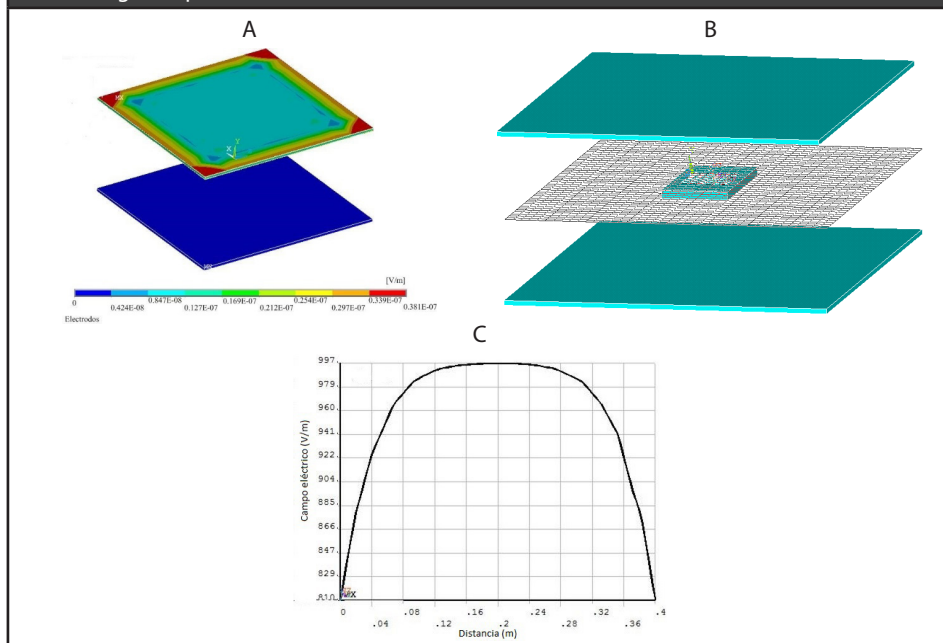 A
B
MX
X
Y
[V/m]
0
0.424E-08
0.847E-08
0.127E-07
0.169E-07
0.212E-07
0.254E-07
0.297E-07
0.339E-07
0.381E-07
Electrodos
C
997.
979.
960.
941.
922.
904.
885.
866.
847.
829.
810
Campo eléctrico (V/m)
0
.04
.08
.12
.16
.2
.24
.28
.32
.36
.4
Distancia (m)